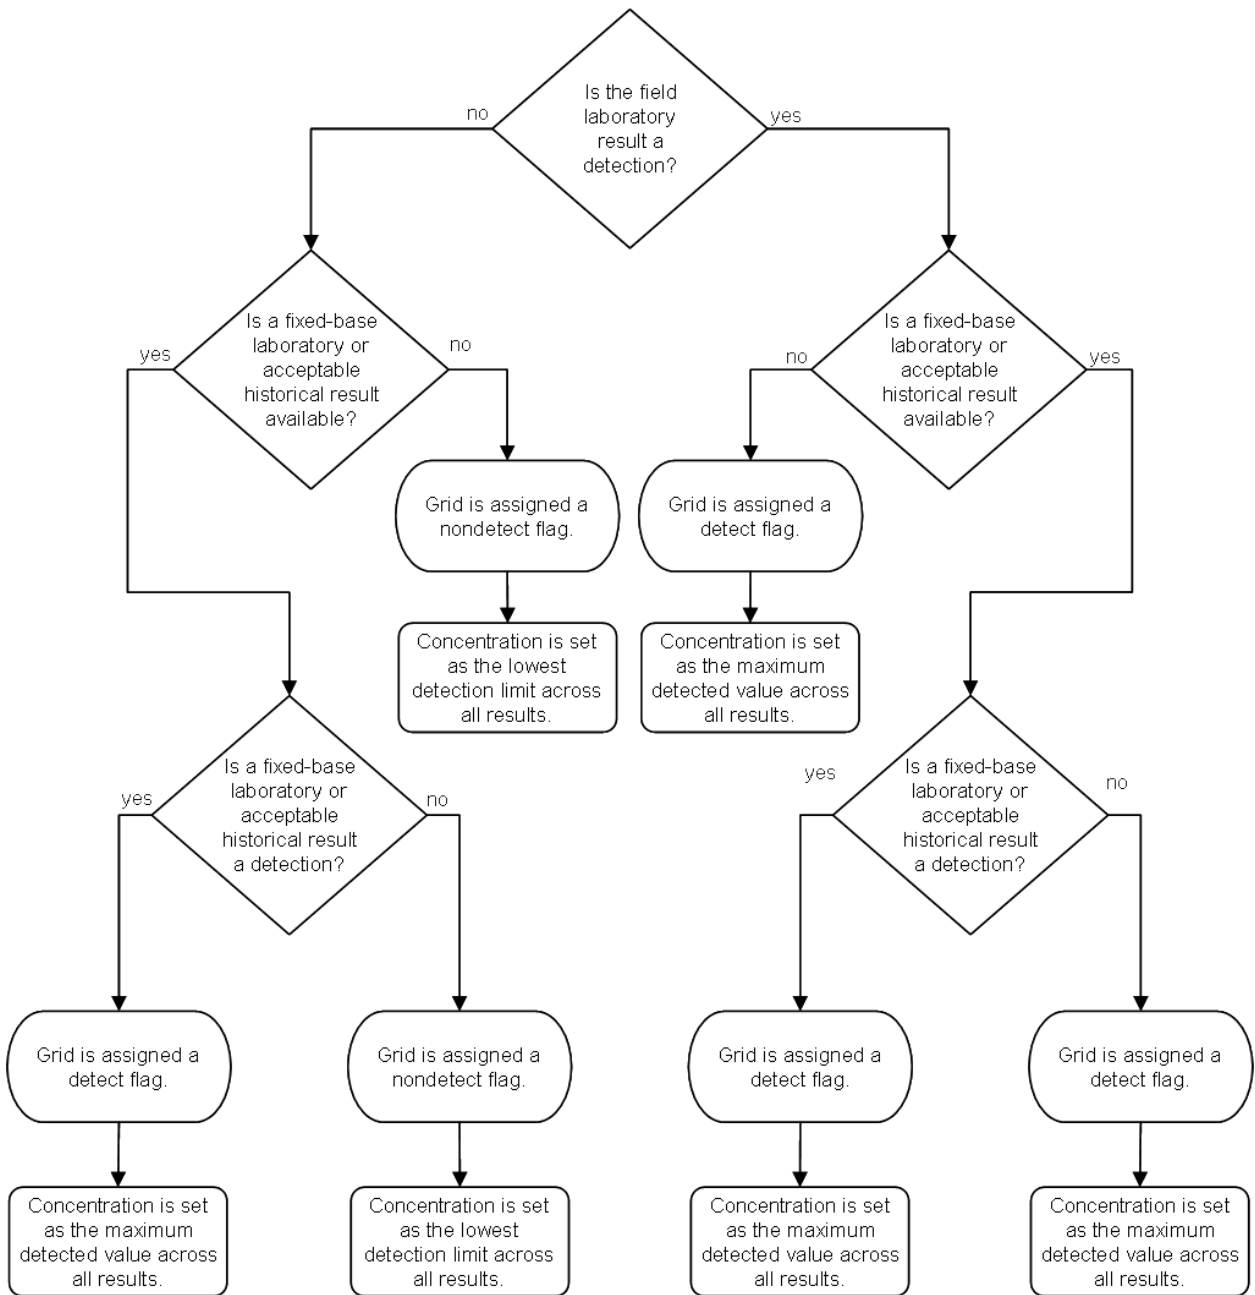 Is the field
laboratory
result a
detection?
no
yes
Is a fixed-base
laboratory or
acceptable
historical result
available?
yes
no
Is a fixed-base
laboratory or
acceptable
historical result
available?
no
yes
Grid is assigned a
nondetect flag.
Grid is assigned a
detect flag.
Concentration is set
as the lowest
detection limit across
all results.
Concentration is set
as the maximum
detected value across
all results.
Is a fixed-base
laboratory or
acceptable
historical result
a detection?
yes
no
Is a fixed-base
laboratory or
acceptable
historical result
a detection?
yes
no
Grid is assigned a
detect flag.
Grid is assigned a
nondetect flag.
Grid is assigned a
detect flag.
Grid is assigned a
detect flag.
Concentration is set
as the maximum
detected value across
all results.
Concentration is set
as the lowest
detection limit across
all results.
Concentration is set
as the maximum
detected value across
all results.
Concentration is set
as the maximum
detected value across
all results.